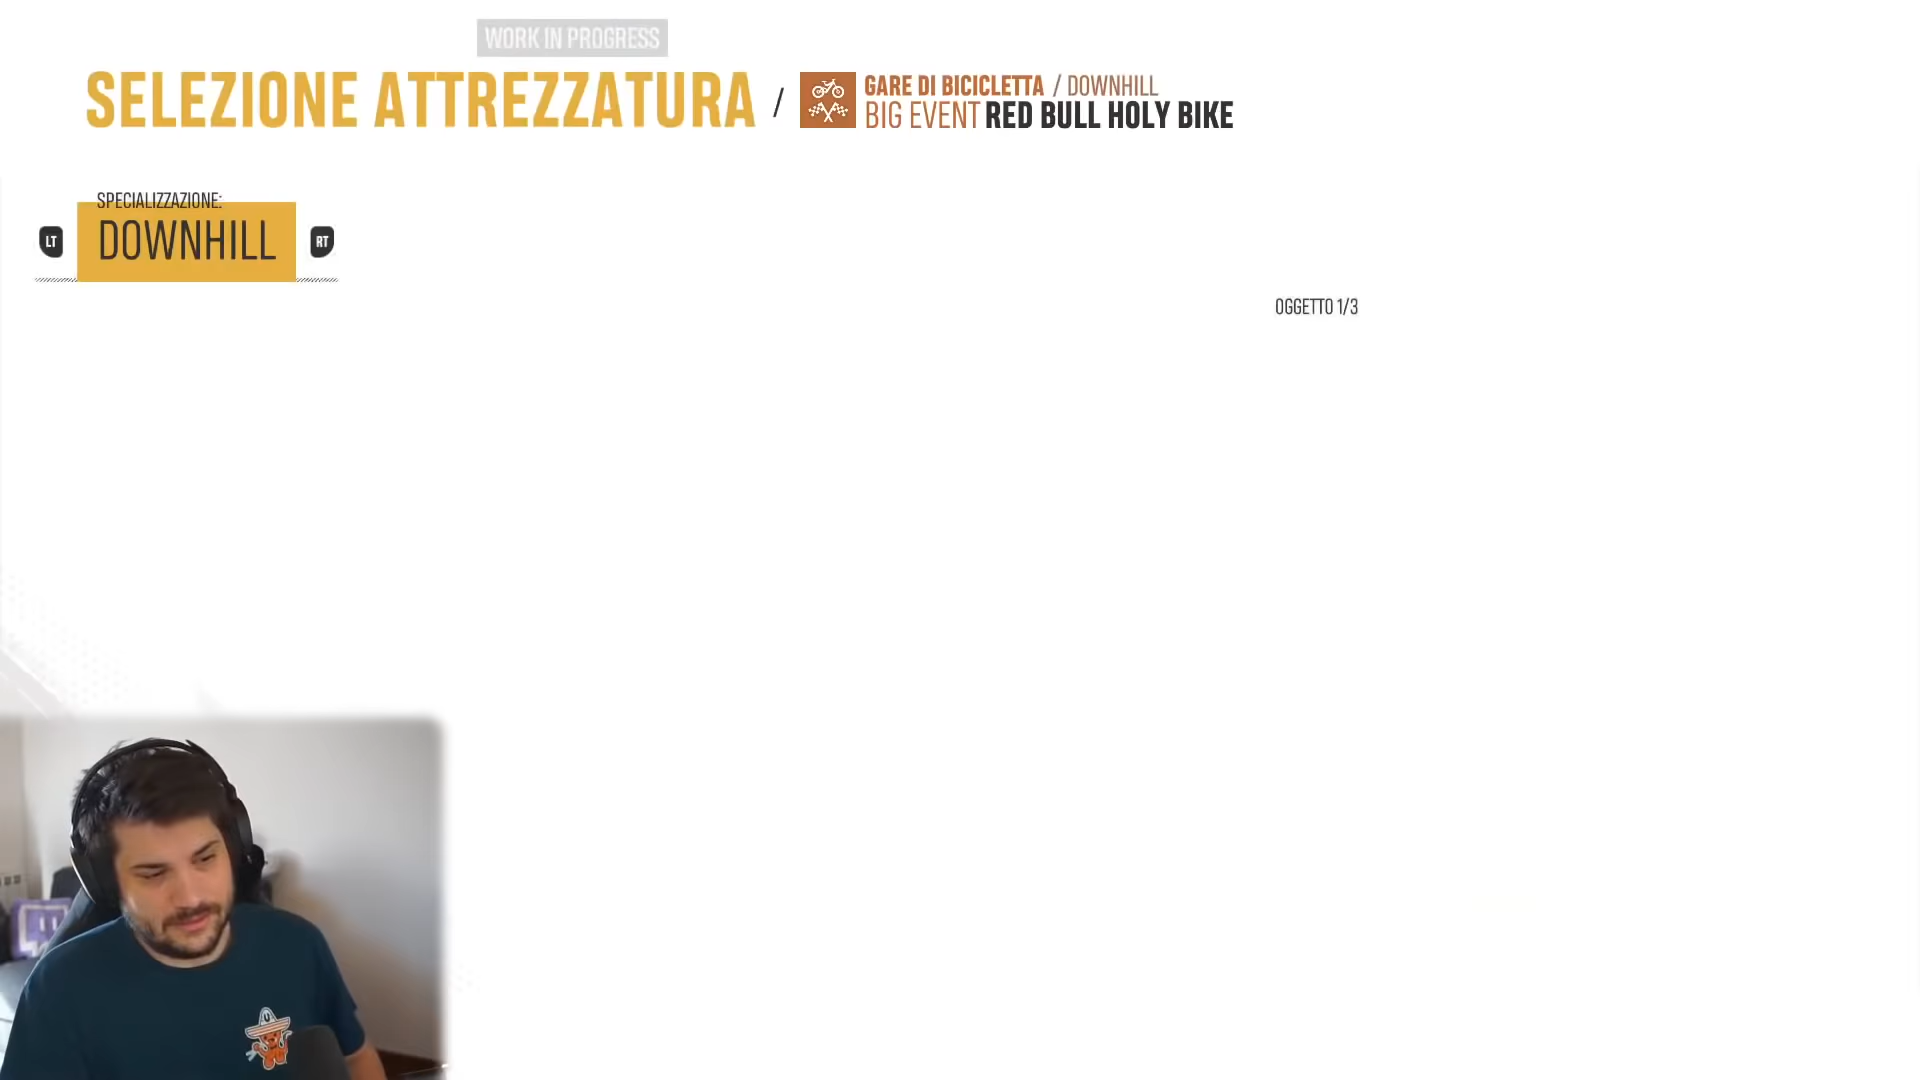 WORK IN PROGRESS
SELEZIONE ATTREZZATURA /
GARE DI BICICLETTA / DOWNHILL
BIG EVENT RED BULL HOLY BIKE
SPECIALIZZAZIONE:
LT DOWNHILL RT
OGGETTO 1/3